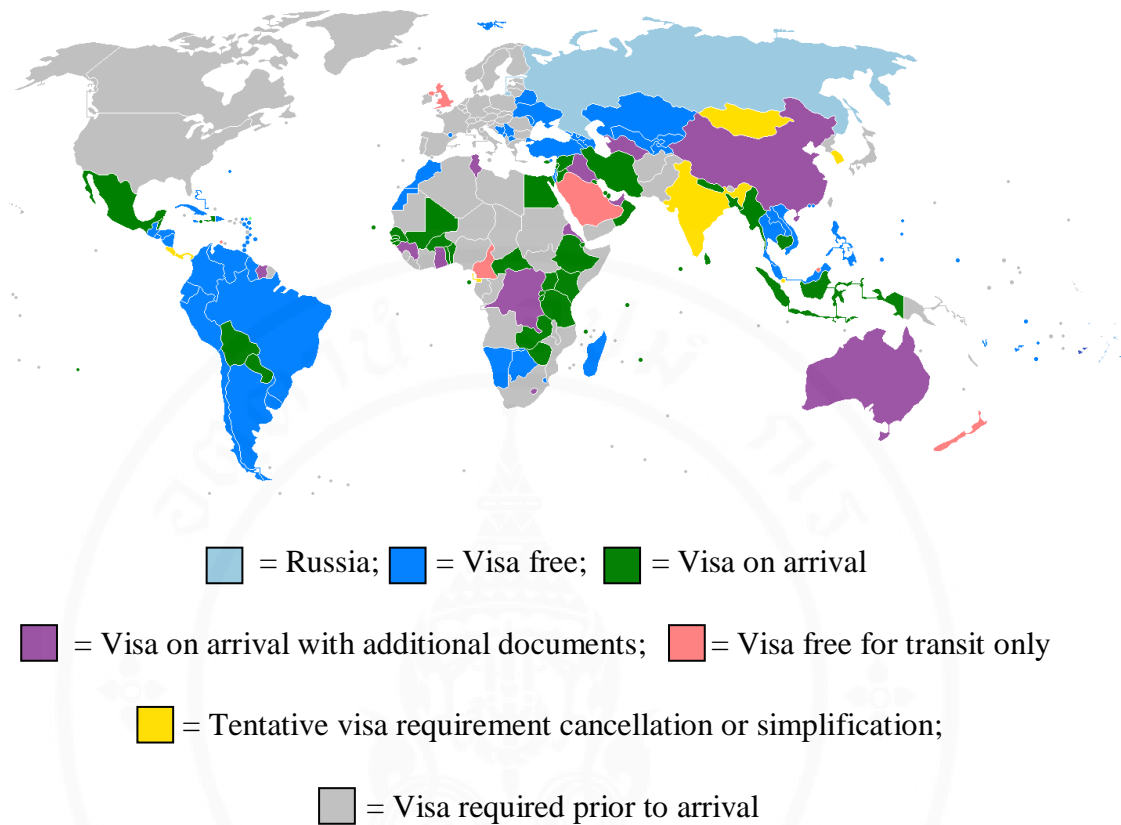 = Russia; = Visa free; = Visa on arrival
= Visa on arrival with additional documents; = Visa free for transit only
= Tentative visa requirement cancellation or simplification;
= Visa required prior to arrival